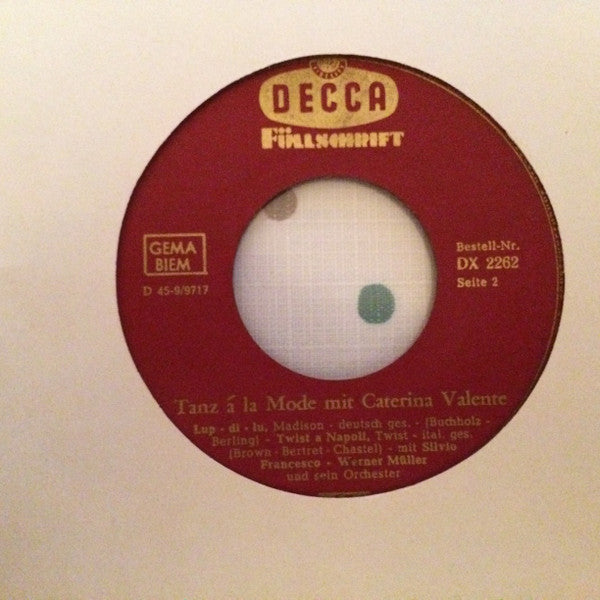 DECCA
Füllschrift
GEMA
BIEM
D 45-9/9717
Bestell-Nr.
DX 2262
Seite 2
Tanz á la Mode mit Caterina Valente
Lup - di - lu, Madison - deutsch ges. - (Buchholz -
Berling) - Twist a Napoli, Twist - ital. ges.
(Brown - Bertret - Chastel) - mit Silvio
Francesco - Werner Müller
und sein Orchester